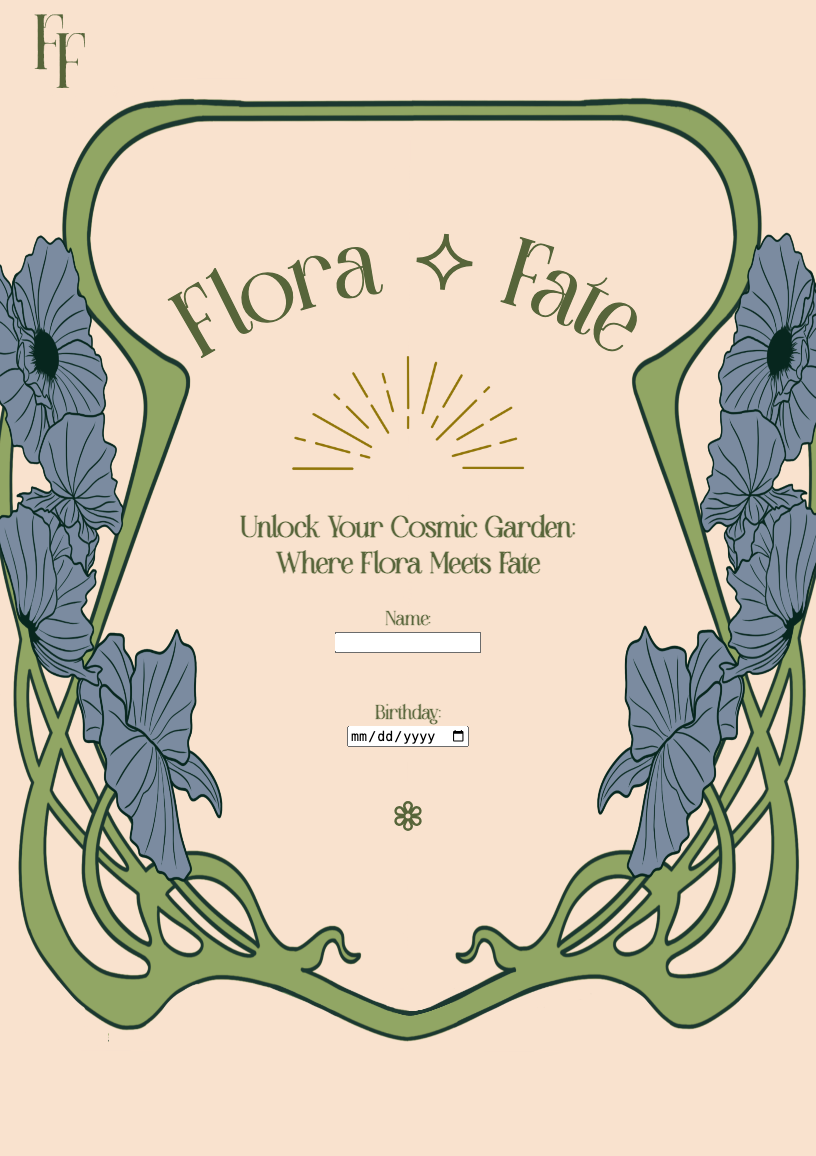 FF
Flora ✧ Fate
Unlock Your Cosmic Garden:
Where Flora Meets Fate
Name:
Birthday:
mm/dd/yyyy